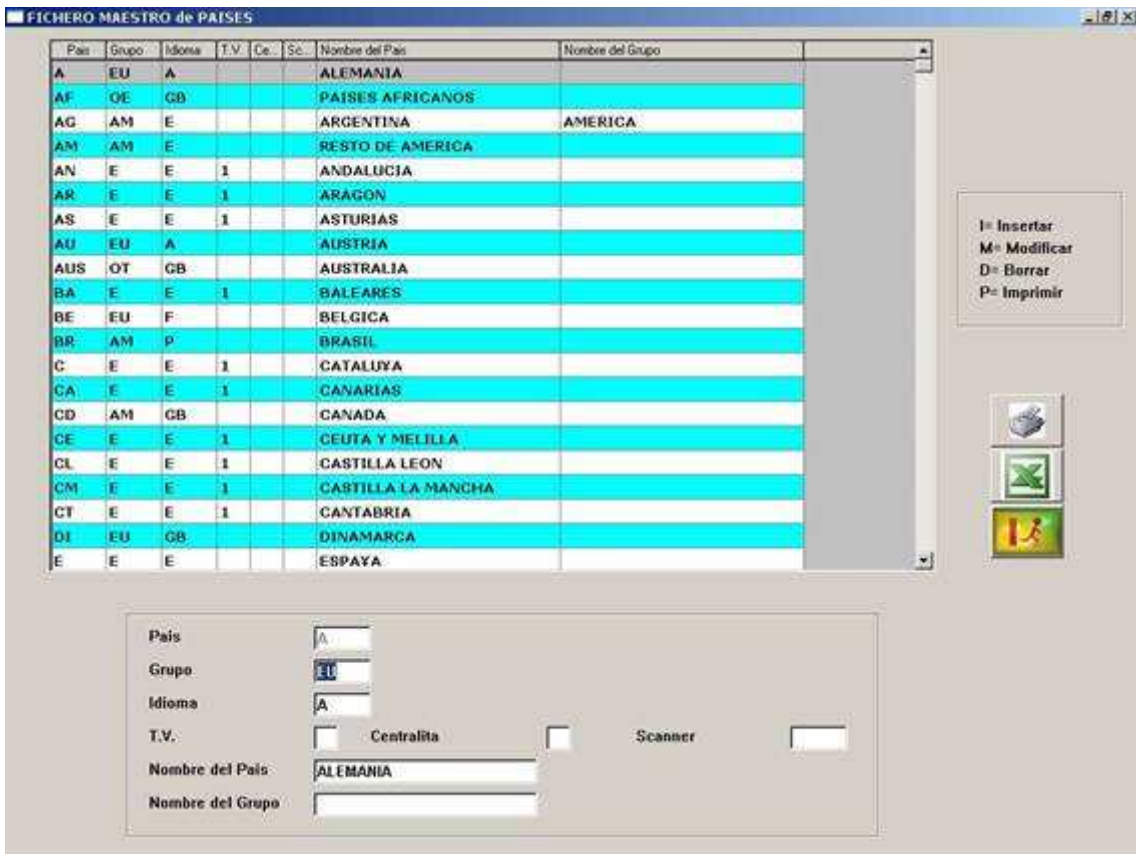 FICHERO MAESTRO de PAISES
Pais Grupo Idioma T.V. Ce... Sc... Nombre del Pais Nombre del Grupo
A EU A ALEMANIA
AF OE GB PAISES AFRICANOS
AG AM E ARGENTINA AMERICA
AM AM E RESTO DE AMERICA
AN E E 1 ANDALUCIA
AR E E 1 ARAGON
AS E E 1 ASTURIAS
AU EU A AUSTRIA
AUS OT GB AUSTRALIA
BA E E 1 BALEARES
BE EU F BELGICA
BR AM P BRASIL
C E E 1 CATALUYA
CA E E 1 CANARIAS
CD AM GB CANADA
CE E E 1 CEUTA Y MELILLA
CL E E 1 CASTILLA LEON
CM E E 1 CASTILLA LA MANCHA
CT E E 1 CANTABRIA
DI EU GB DINAMARCA
E E E ESPAYA
I= Insertar
M= Modificar
D= Borrar
P= Imprimir
Pais A
Grupo EU
Idioma A
T.V. Centralita Scanner
Nombre del Pais ALEMANIA
Nombre del Grupo